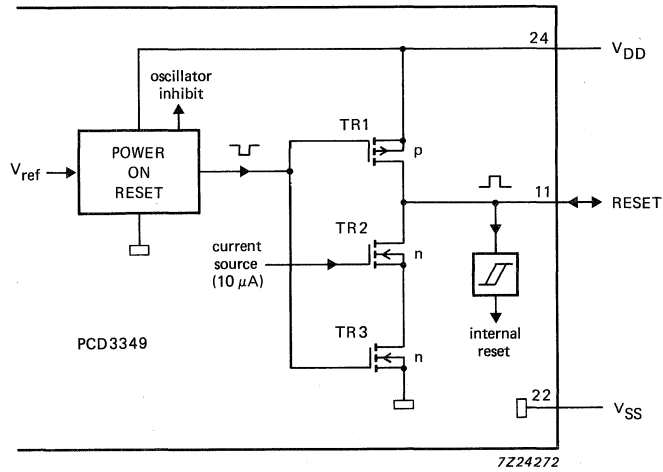 24
V_DD
oscillator
inhibit
TR1
p
POWER
ON
RESET
V_ref
11
RESET
TR2
n
current
source
(10 µA)
internal
reset
TR3
n
PCD3349
22
V_SS
7Z24272